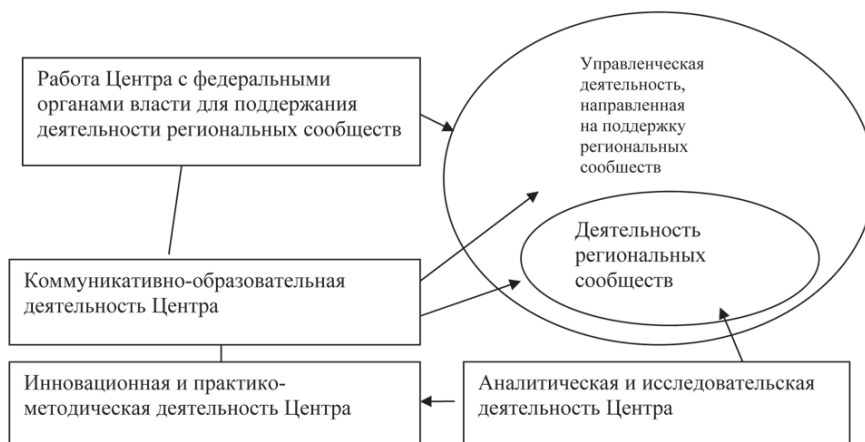 Работа Центра с федеральными
органами власти для поддержания
деятельности региональных сообществ
Управленческая
деятельность,
направленная
на поддержку
региональных
сообшеств
Деятельность
региональных
сообществ
Коммуникативно-образовательная
деятельность Центра
Инновационная и практико-
методическая деятельность Центра
Аналитическая и исследовательская
деятельность Центра